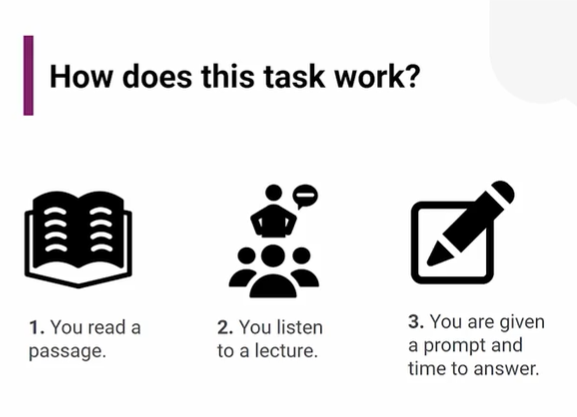 How does this task work?
1. You read a
passage.
2. You listen
to a lecture.
3. You are given
a prompt and
time to answer.